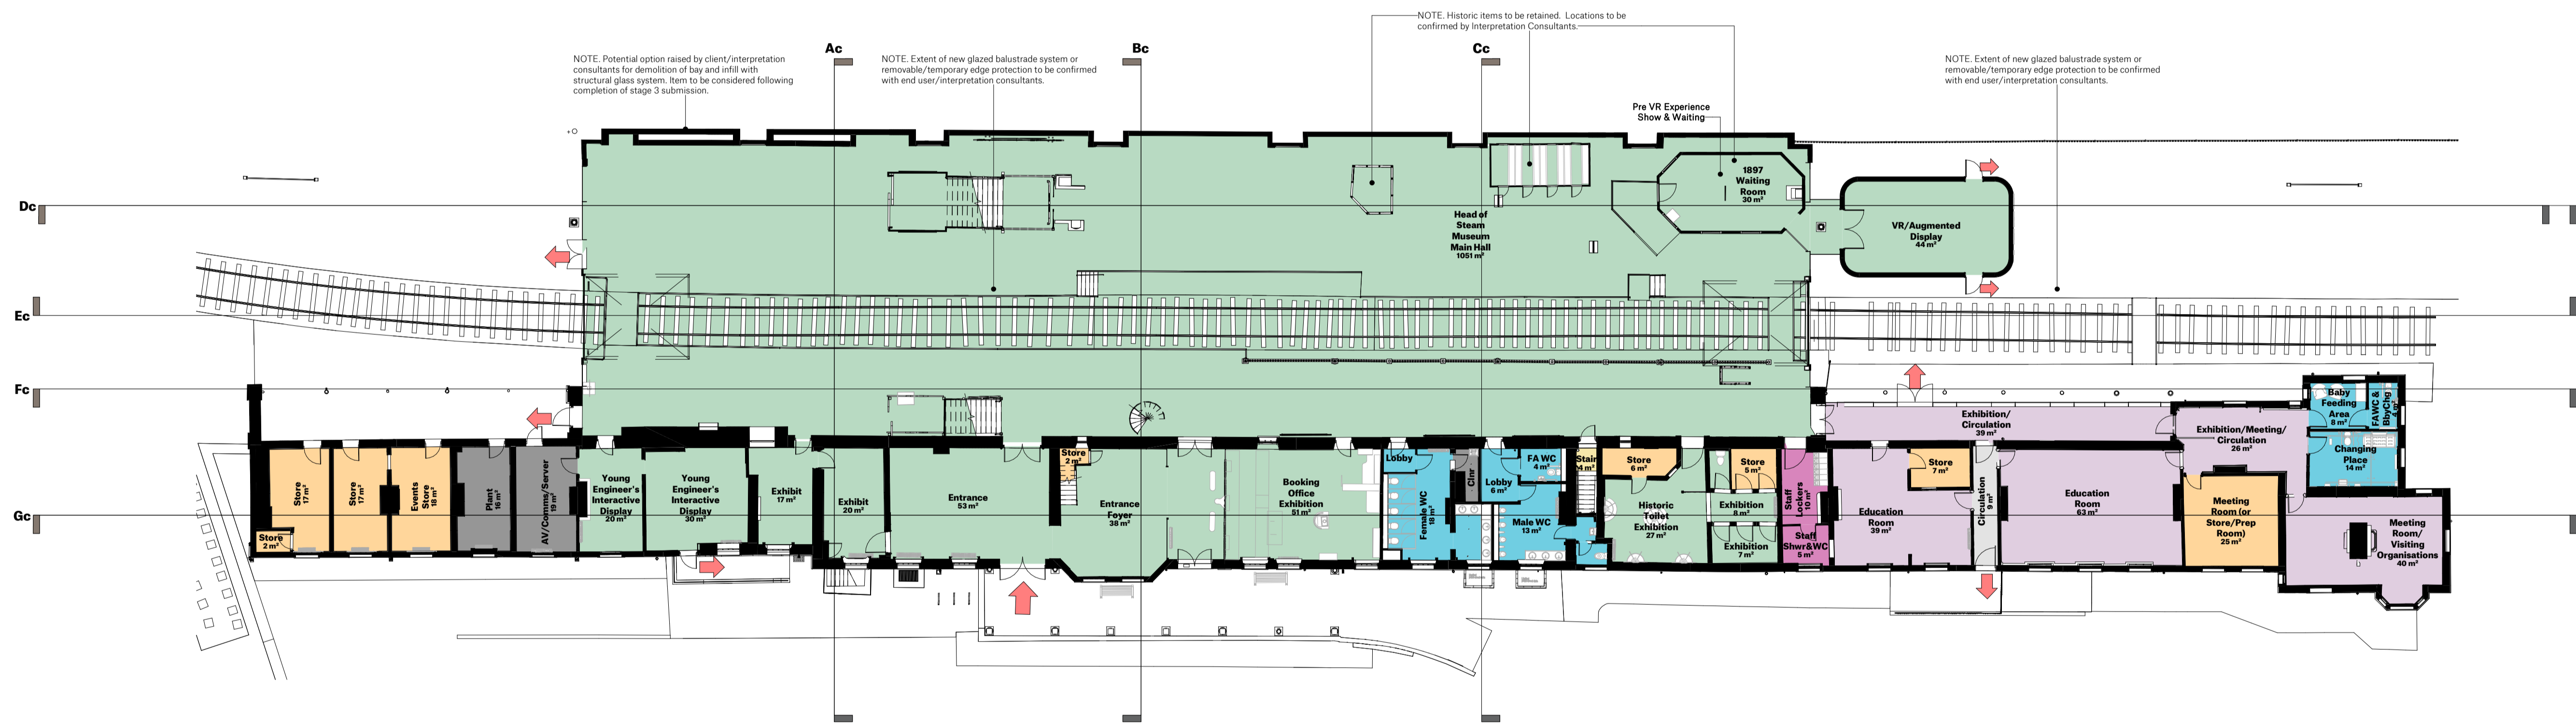 NOTE. Historic items to be retained. Locations to be
confirmed by Interpretation Consultants.
Ac
Bc
Cc
NOTE. Potential option raised by client/interpretation
consultants for demolition of bay and infill with
structural glass system. Item to be considered following
completion of stage 3 submission.
NOTE. Extent of new glazed balustrade system or
removable/temporary edge protection to be confirmed
with end user/interpretation consultants.
NOTE. Extent of new glazed balustrade system or
removable/temporary edge protection to be confirmed
with end user/interpretation consultants.
Pre VR Experience
Show & Waiting
1897
Waiting
Room
30 m²
Dc
Head of
Steam
Museum
Main Hall
1051 m²
VR/Augmented
Display
44 m²
Ec
Fc
Exhibition/
Circulation
39 m²
Exhibition/Meeting/
Circulation
26 m²
Baby
Feeding
Area
8 m²
FAWC &
BbyChg
4 m²
Changing
Place
14 m²
Gc
Store
17 m²
Store
2 m²
Store
17 m²
Events
Store
18 m²
Plant
16 m²
AV/Comms/Server
19 m²
Young
Engineer's
Interactive
Display
20 m²
Young
Engineer's
Interactive
Display
30 m²
Exhibit
17 m²
Exhibit
20 m²
Entrance
53 m²
Store
2 m²
Entrance
Foyer
38 m²
Booking
Office
Exhibition
51 m²
Lobby
Female WC
18 m²
Clnr
Lobby
6 m²
FA WC
4 m²
Male WC
13 m²
Stair
4 m²
Store
6 m²
Historic
Toilet
Exhibition
27 m²
Store
5 m²
Exhibition
8 m²
Exhibition
7 m²
Staff
Lockers
10 m²
Staff
Shwr&WC
5 m²
Education
Room
39 m²
Store
7 m²
Circulation
9 m²
Education
Room
63 m²
Meeting
Room (or
Store/Prep
Room)
25 m²
Meeting
Room/
Visiting
Organisations
40 m²